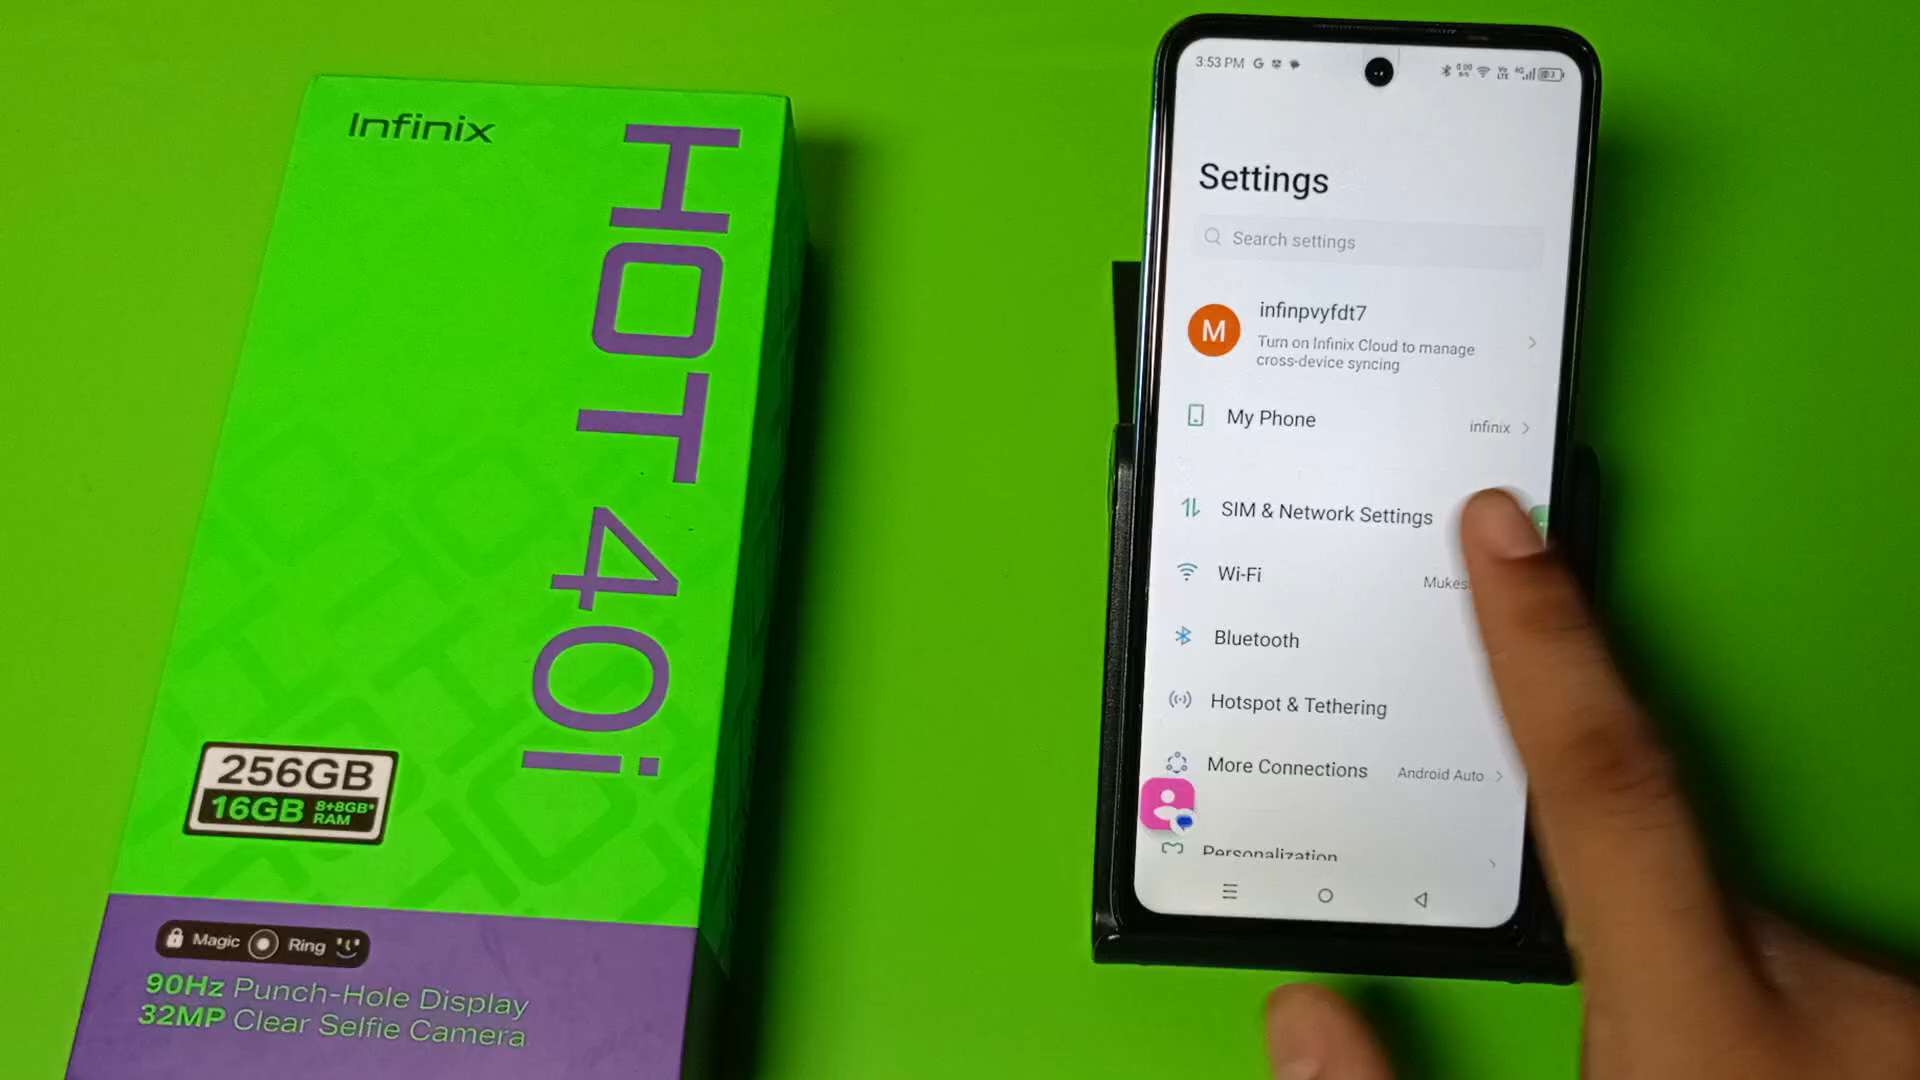 Infinix
HOT 40i
256GB
16GB 8+8GB*
RAM
Magic Ring
90Hz Punch-Hole Display
32MP Clear Selfie Camera
3:53 PM G
Settings
Search settings
infinpvyfdt7
M
Turn on Infinix Cloud to manage
cross-device syncing
My Phone infinix
SIM & Network Settings
Wi-Fi
Bluetooth
Hotspot & Tethering
More Connections Android Auto
Personalization